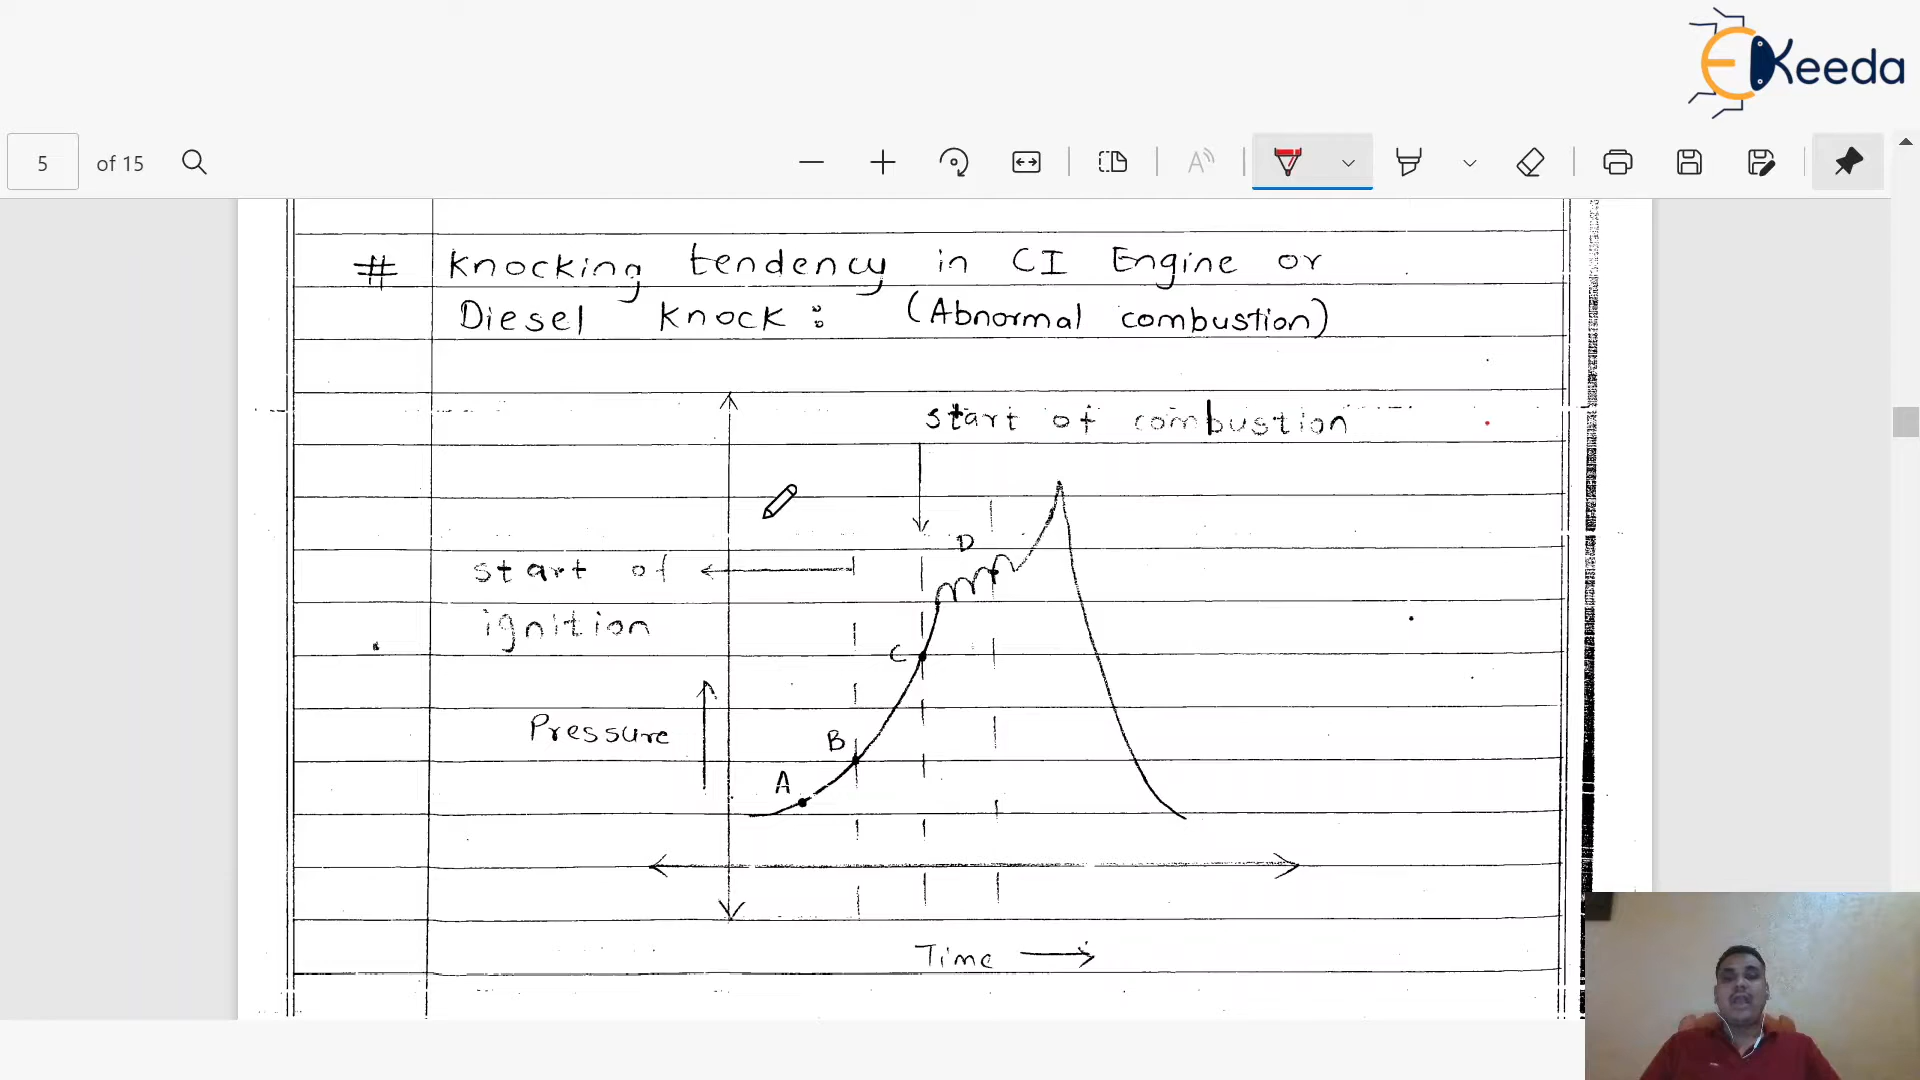 EKeeda
5 of 15
# Knocking tendency in CI Engine or
Diesel Knock : (Abnormal combustion)
start of combustion
D
start of
ignition
C
Pressure
B
A
Time